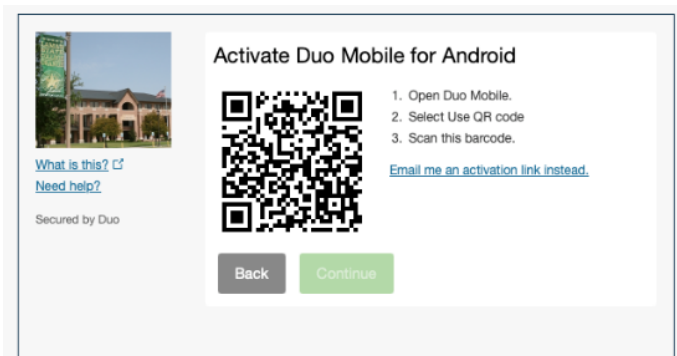 Activate Duo Mobile for Android
1. Open Duo Mobile.
2. Select Use QR code
3. Scan this barcode.
Email me an activation link instead.
What is this?
Need help?
Secured by Duo
Back
Continue